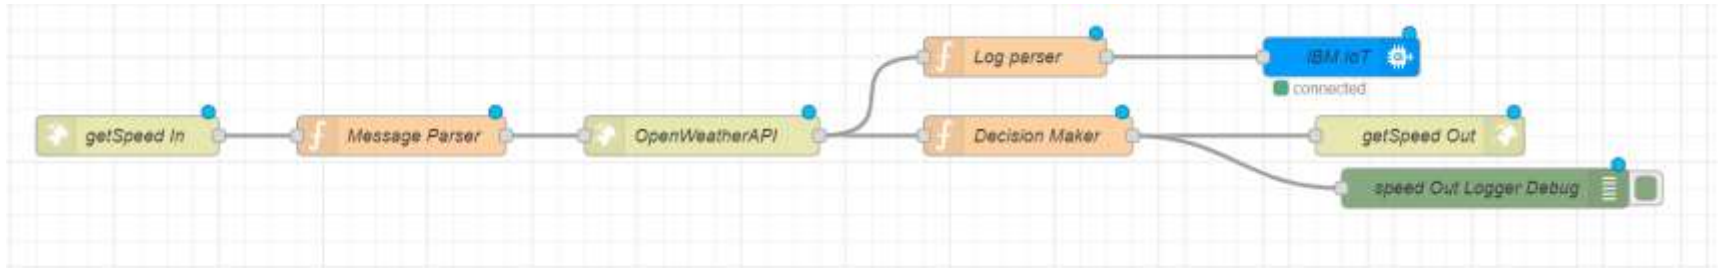 Log parser
IBM IoT
connected
getSpeed In
Message Parser
OpenWeatherAPI
Decision Maker
getSpeed Out
speed Out Logger Debug